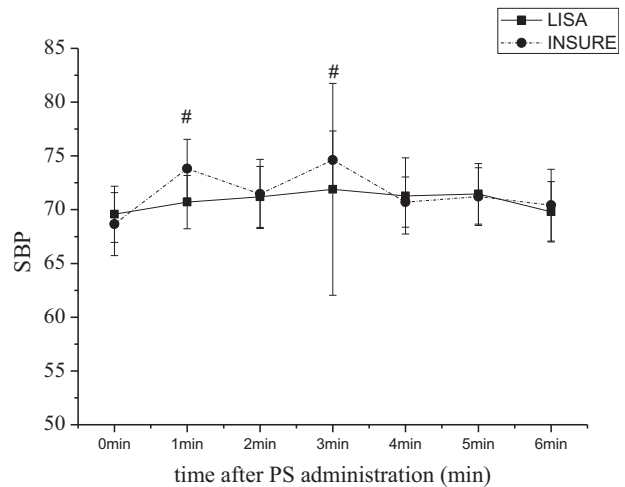 LISA
INSURE
85
#
#
80
75
70
65
60
55
50
SBP
0min 1min 2min 3min 4min 5min 6min
time after PS administration (min)